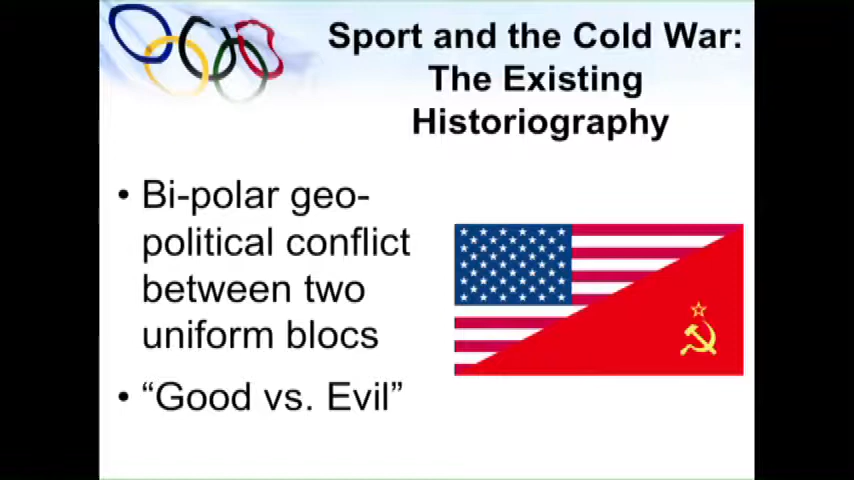 Sport and the Cold War:
The Existing
Historiography
• Bi-polar geo-
political conflict
between two
uniform blocs
• “Good vs. Evil”